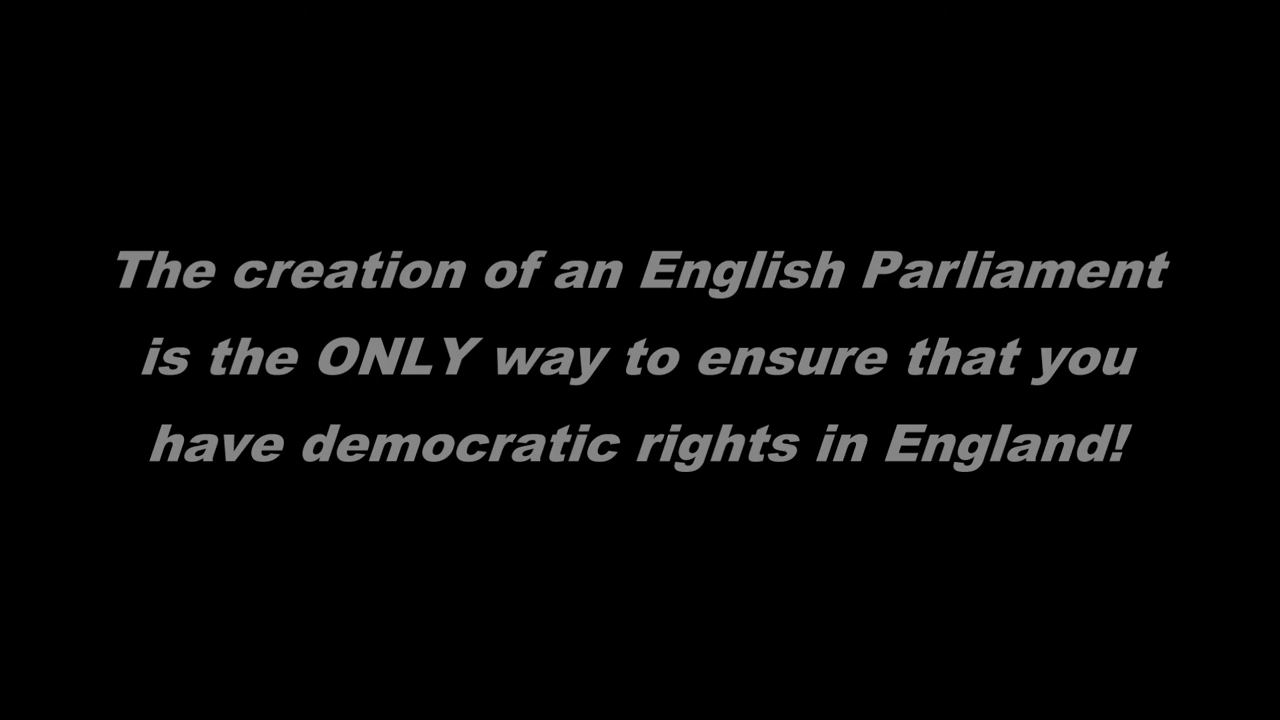 The creation of an English Parliament
is the ONLY way to ensure that you
have democratic rights in England!